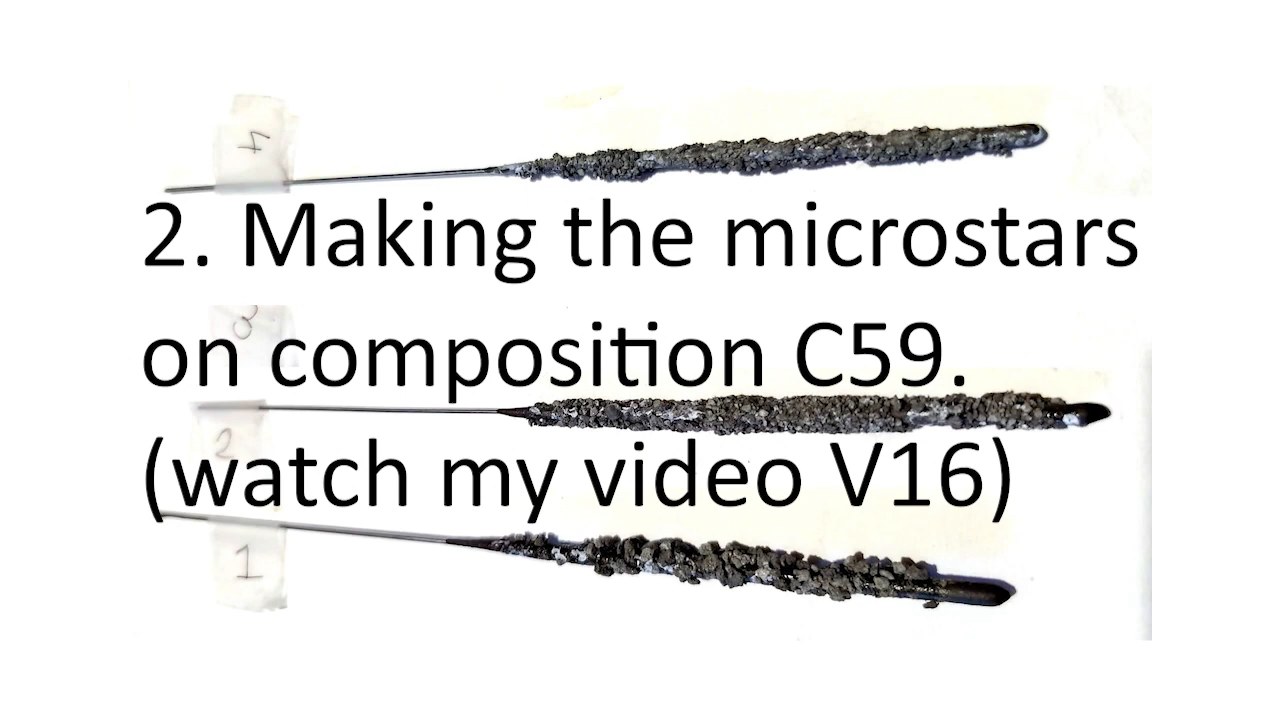 4
2. Making the microstars
on composition C59.
2
(watch my video V16)
1